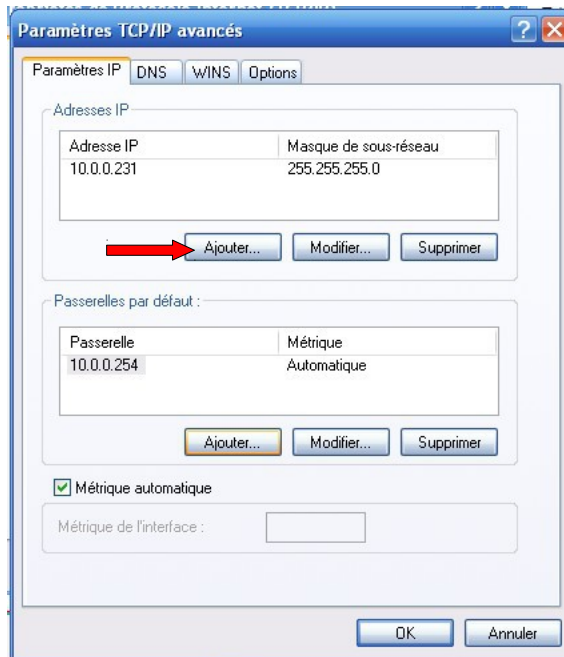 Paramètres TCP/IP avancés
Paramètres IP DNS WINS Options
Adresses IP
Adresse IP Masque de sous-réseau
10.0.0.231 255.255.255.0
Ajouter... Modifier... Supprimer
Passerelles par défaut :
Passerelle Métrique
10.0.0.254 Automatique
Ajouter... Modifier... Supprimer
Métrique automatique
Métrique de l'interface :
OK Annuler